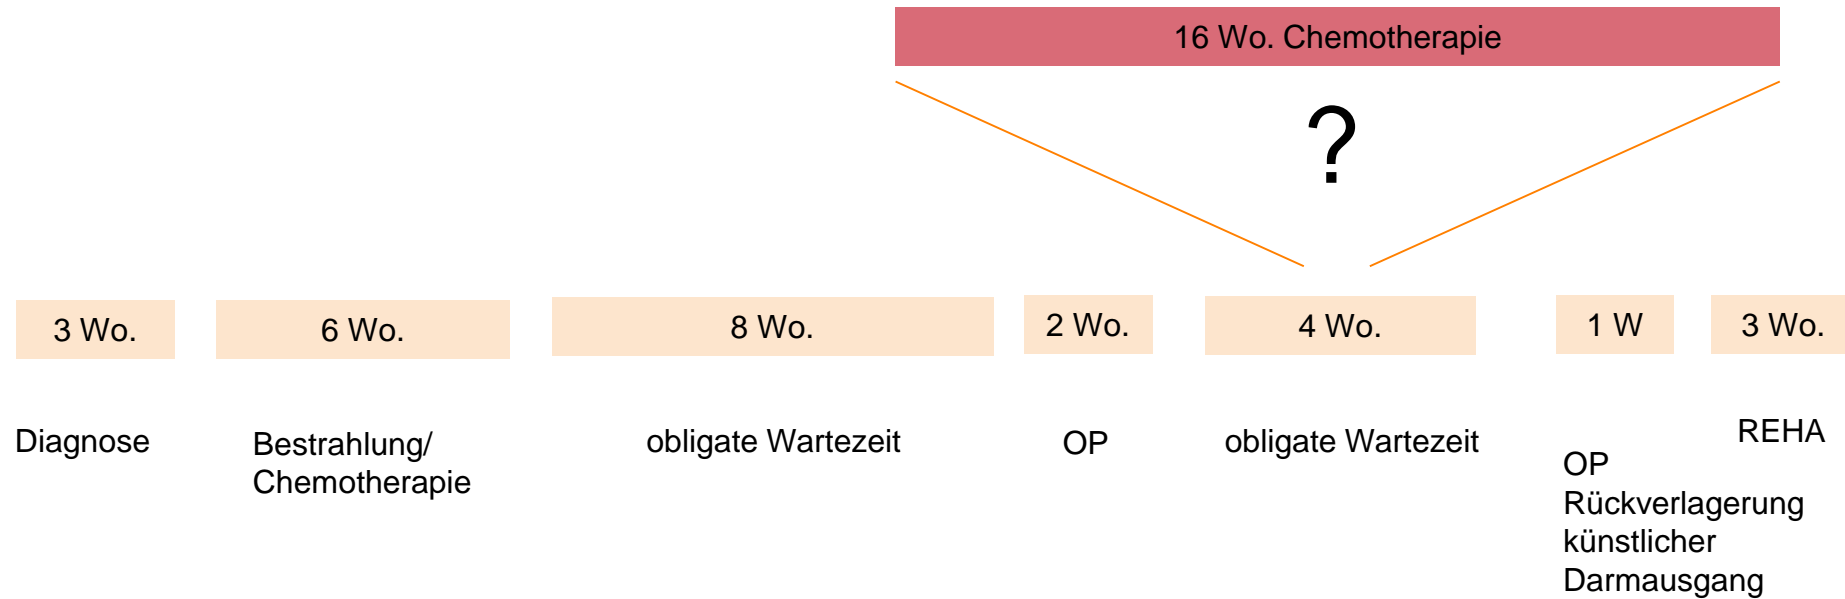 16 Wo. Chemotherapie
?
3 Wo.
6 Wo.
8 Wo.
2 Wo.
4 Wo.
1 W
3 Wo.
Diagnose
Bestrahlung/
Chemotherapie
obligate Wartezeit
OP
obligate Wartezeit
OP
Rückverlagerung
künstlicher
Darmausgang
REHA